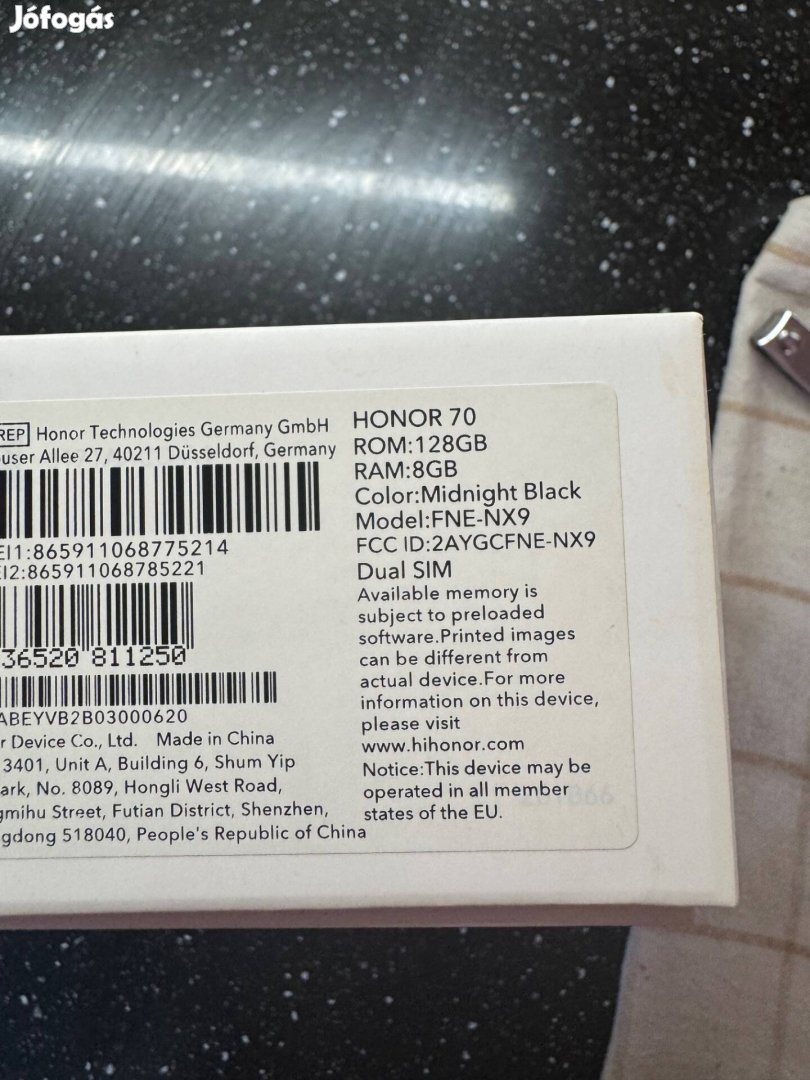 Jófogás
REP Honor Technologies Germany GmbH
user Allee 27, 40211 Düsseldorf, Germany
EI1:865911068775214
EI2:865911068785221
36520 811250
ABEYVB2B03000620
r Device Co., Ltd. Made in China
3401, Unit A, Building 6, Shum Yip
ark, No. 8089, Hongli West Road,
gmihu Street, Futian District, Shenzhen,
gdong 518040, People's Republic of China
HONOR 70
ROM:128GB
RAM:8GB
Color:Midnight Black
Model:FNE-NX9
FCC ID:2AYGCFNE-NX9
Dual SIM
Available memory is
subject to preloaded
software.Printed images
can be different from
actual device.For more
information on this device,
please visit
www.hihonor.com
Notice:This device may be
operated in all member
states of the EU.